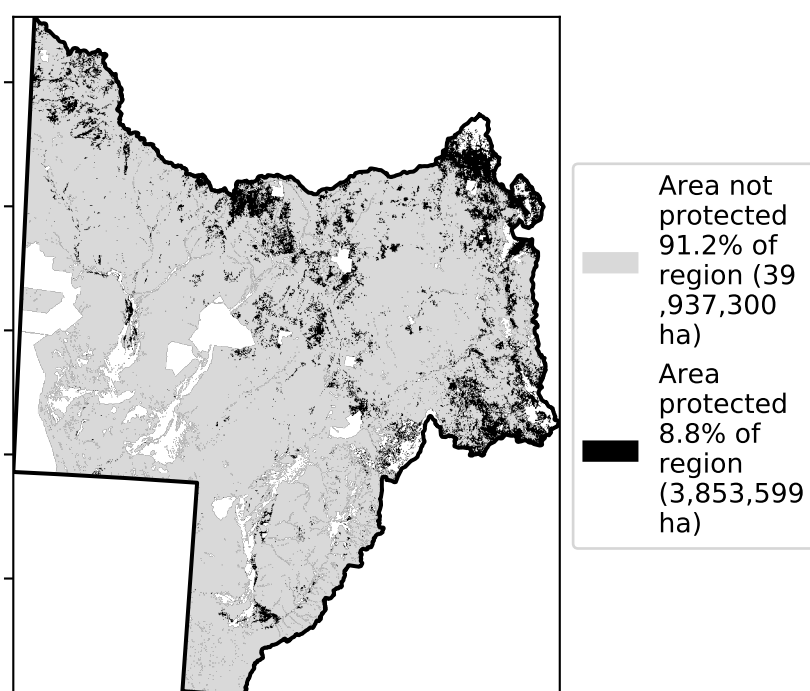 Area not
protected
91.2% of
region (39
,937,300
ha)
Area
protected
8.8% of
region
(3,853,599
ha)